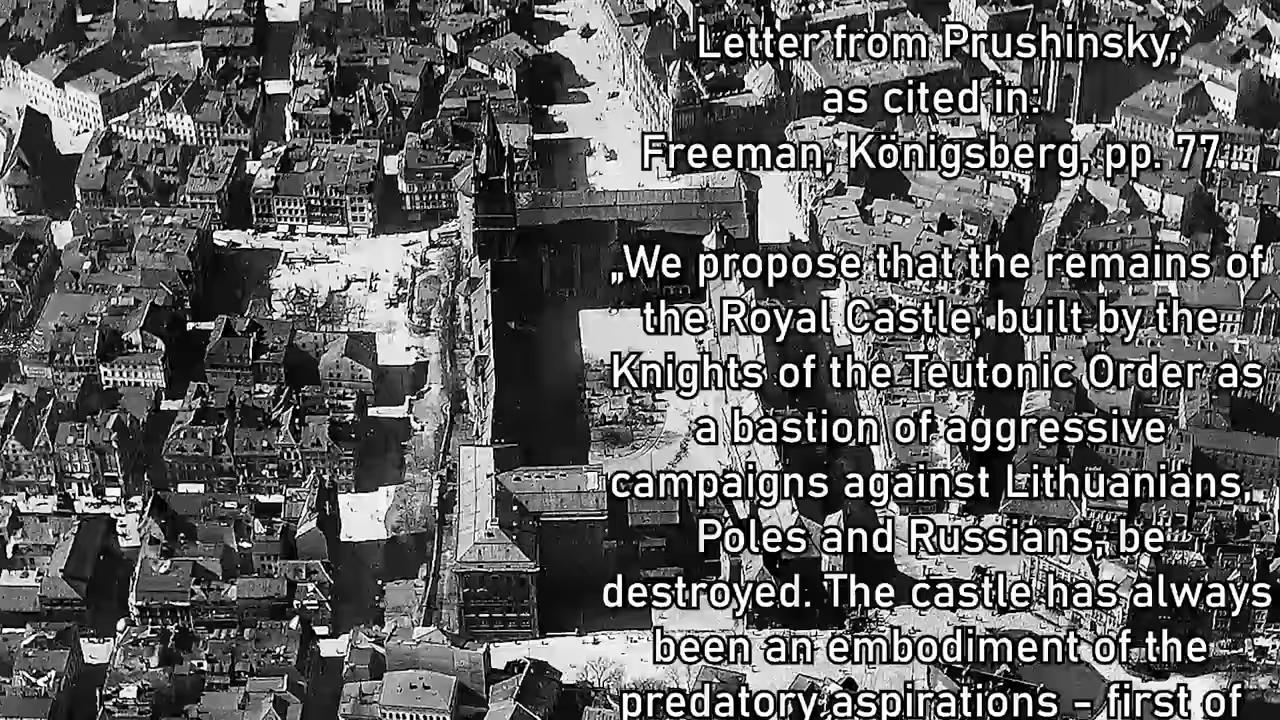 Letter from Prushinsky,
as cited in:
Freeman, Königsberg, pp. 77.
„We propose that the remains of
the Royal Castle, built by the
Knights of the Teutonic Order as
a bastion of aggressive
campaigns against Lithuanians,
Poles and Russians, be
destroyed. The castle has always
been an embodiment of the
predatory aspirations – first of